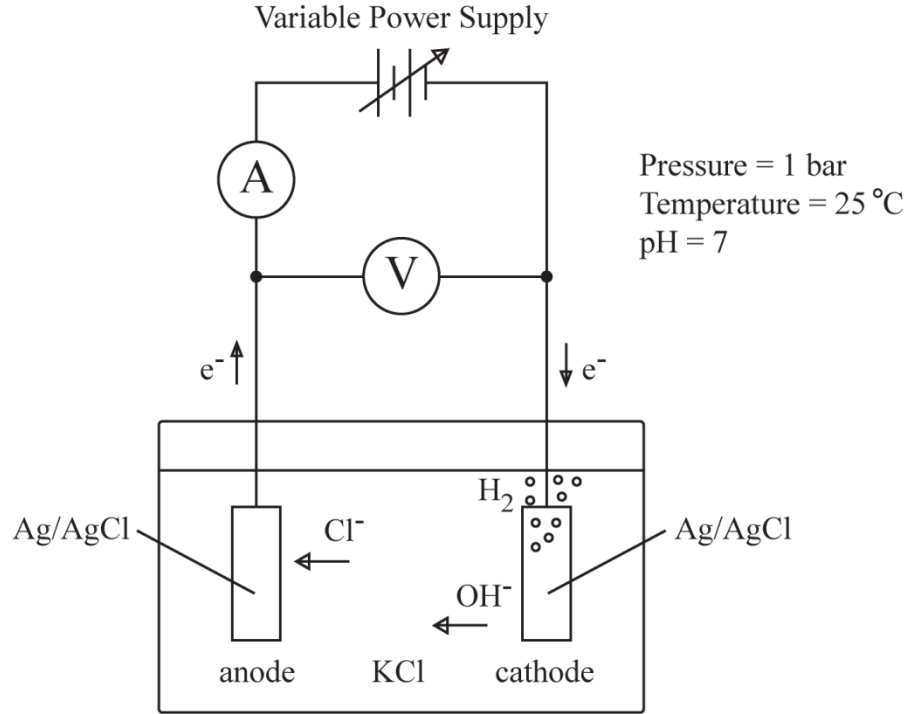 Variable Power Supply
A
Pressure = 1 bar
Temperature = 25 °C
pH = 7
V
e⁻
e⁻
H₂
Ag/AgCl
Cl⁻
Ag/AgCl
OH⁻
anode
KCl
cathode